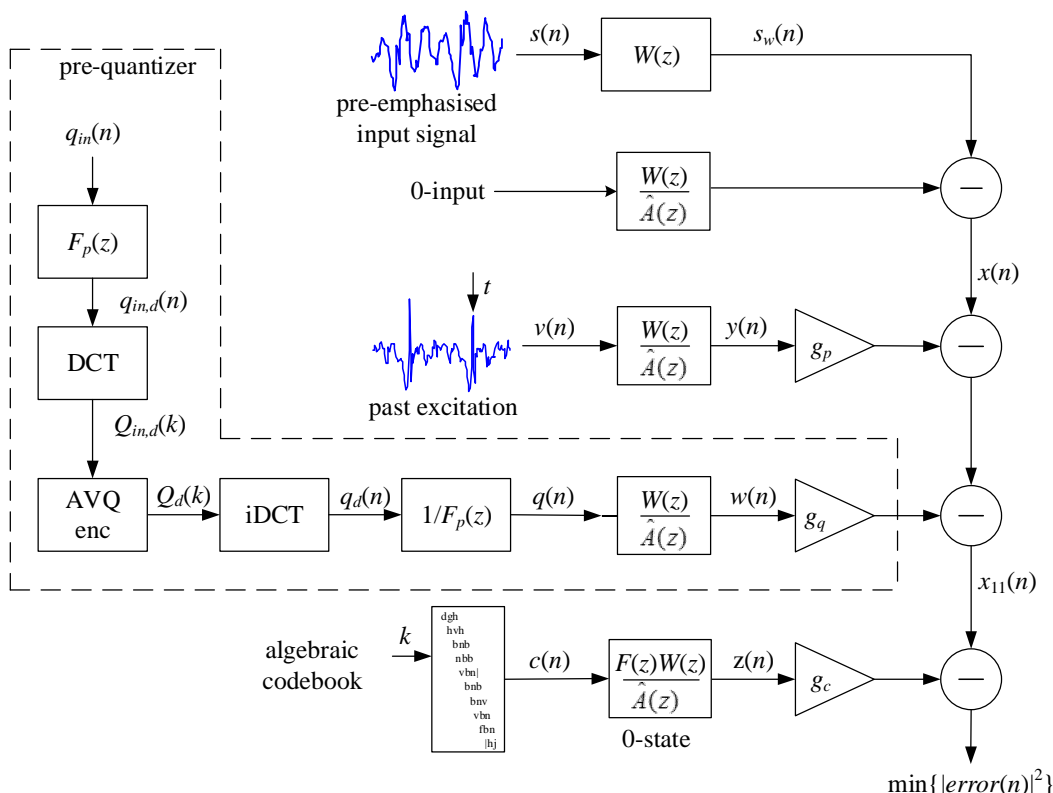 s(n)
W(z)
s_w(n)
pre-quantizer
pre-emphasised
input signal
q_in(n)
0-input
W(z)
Â(z)
F_p(z)
x(n)
q_in,d(n)
t
DCT
v(n)
W(z)
Â(z)
y(n)
g_p
past excitation
Q_in,d(k)
AVQ
enc
Q_d(k)
iDCT
q_d(n)
1/F_p(z)
q(n)
W(z)
Â(z)
w(n)
g_q
x_11(n)
algebraic
codebook
k
dgh
hvh
bnb
nbb
vbn|
bnb
bnv
vbn
fbn
|hj
c(n)
F(z)W(z)
Â(z)
z(n)
g_c
0-state
min{|error(n)|²}